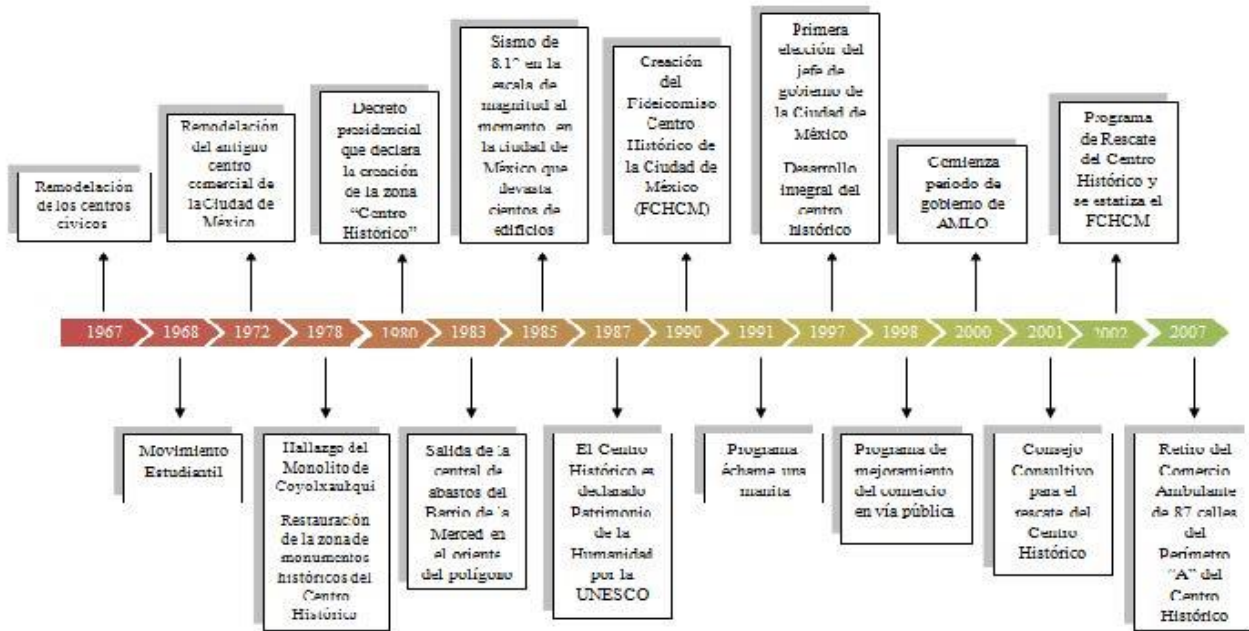 Remodelación
de los centros
cívicos
Remodelación
del antiguo
centro
comercial de
la Ciudad de
México
Decreto
presidencial
que declara
la creación
de la zona
“Centro
Histórico”
Sismo de
8.1° en la
escala de
magnitud al
momento en
la ciudad de
México que
devasta
cientos de
edificios
Creación
del
Fideicomiso
Centro
Histórico de
la Ciudad de
México
(FCHCM)
Primera
elección del
jefe de
gobierno de
la Ciudad de
México
Desarrollo
integral del
centro
histórico
Comienza
periodo de
gobierno de
AMLO
Programa
de Rescate
del Centro
Histórico y
se estatiza el
FCHCM
1967
1968
1972
1978
1980
1983
1985
1987
1990
1991
1997
1998
2000
2001
2002
2007
Movimiento
Estudiantil
Hallazgo del
Monolito de
Coyolxauhqui
Restauración
de la zona de
monumentos
históricos del
Centro
Histórico
Salida de la
central de
abastos del
Barrio de la
Merced en
el oriente
del polígono
El Centro
Histórico es
declarado
Patrimonio
de la
Humanidad
por la
UNESCO
Programa
échame una
manita
Programa de
mejoramiento
del comercio
en vía pública
Consejo
Consultivo
para el
rescate del
Centro
Histórico
Retiro del
Comercio
Ambulante
de 87 calles
del
Perímetro
“A” del
Centro
Histórico